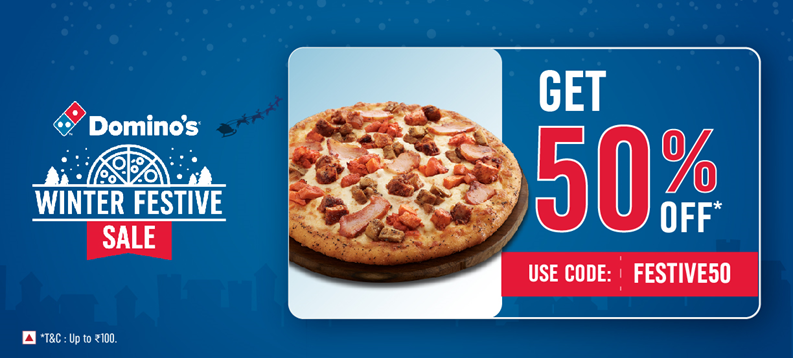 Domino's
WINTER FESTIVE
SALE
GET
50%
OFF*
USE CODE: FESTIVE50
*T&C : Up to ₹100.